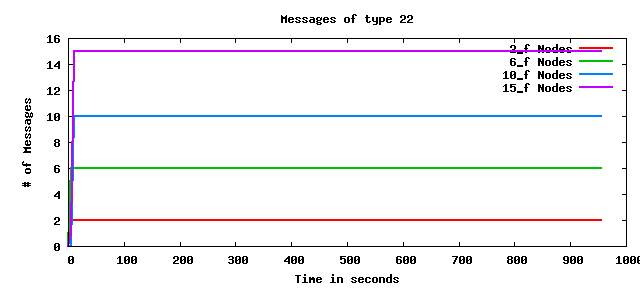 Messages of type 22
16
14
12
10
8
6
4
2
0
# of Messages
2_f Nodes
6_f Nodes
10_f Nodes
15_f Nodes
0 100 200 300 400 500 600 700 800 900 1000
Time in seconds